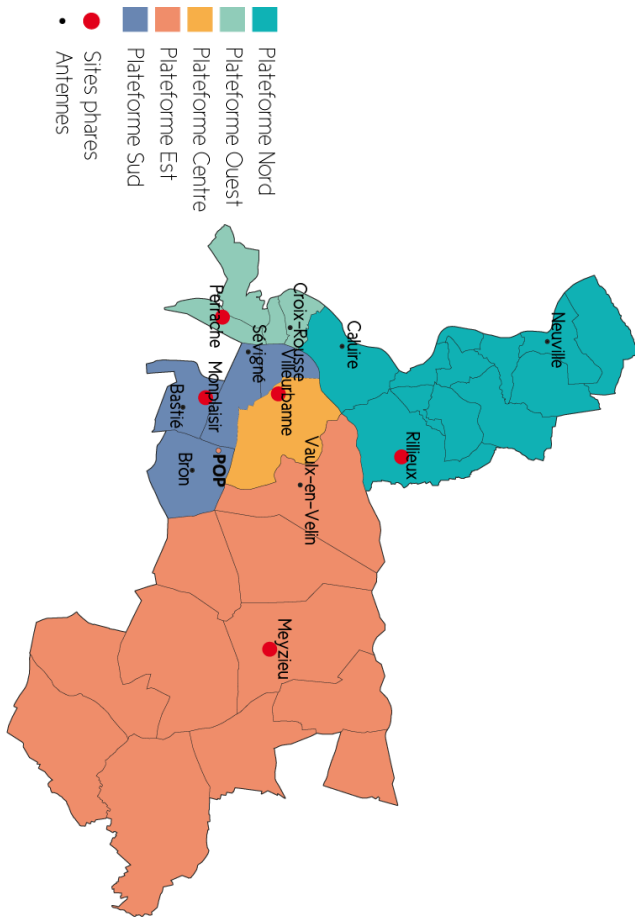 Neuville
Rillieux
Caluire
Vaulx-en-Velin
Croix-Rousse
Villeurbanne
Meyzieu
Sévigné
POP
Perrache
Monplaisir
Bron
Bastié
Plateforme Nord
Plateforme Ouest
Plateforme Centre
Plateforme Est
Plateforme Sud
Sites phares
Antennes